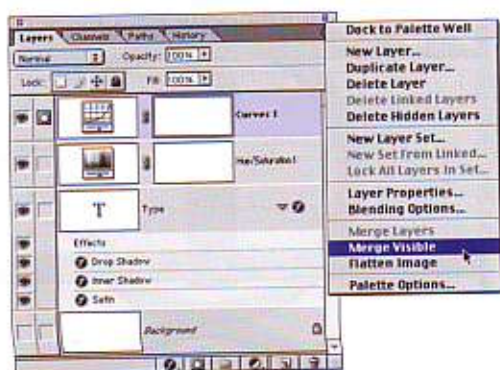 Layers Channels Paths History
Normal Opacity: 100%
Lock: Fill: 100%
Curves 1
Hue/Saturation 1
T Type
Effects
Drop Shadow
Inner Shadow
Satin
Background
Dock to Palette Well
New Layer...
Duplicate Layer...
Delete Layer
Delete Linked Layers
Delete Hidden Layers
New Layer Set...
New Set From Linked...
Lock All Layers In Set...
Layer Properties...
Blending Options...
Merge Layers
Merge Visible
Flatten Image
Palette Options...